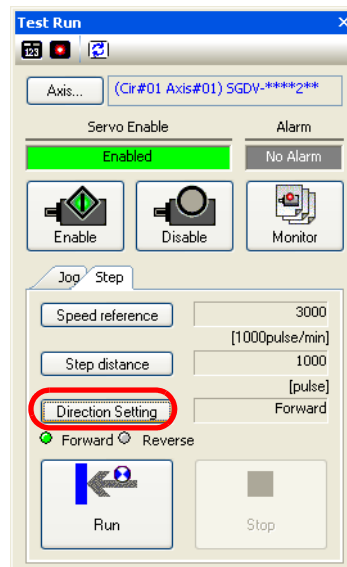 Test Run
123
Axis...
(Cir#01 Axis#01) SGDV-****2**
Servo Enable Alarm
Enabled No Alarm
Enable Disable Monitor
Jog Step
Speed reference 3000
[1000pulse/min]
Step distance 1000
[pulse]
Direction Setting Forward
Forward Reverse
Run Stop